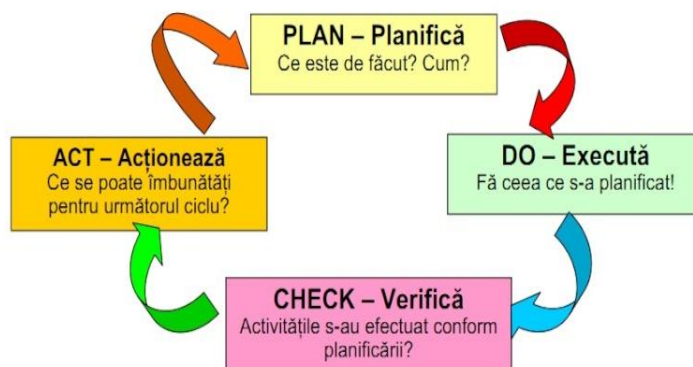 PLAN – Planifică
Ce este de făcut? Cum?
DO – Execută
Fă ceea ce s-a planificat!
CHECK – Verifică
Activitățile s-au efectuat conform
planificării?
ACT – Acționează
Ce se poate îmbunătăți
pentru următorul ciclu?